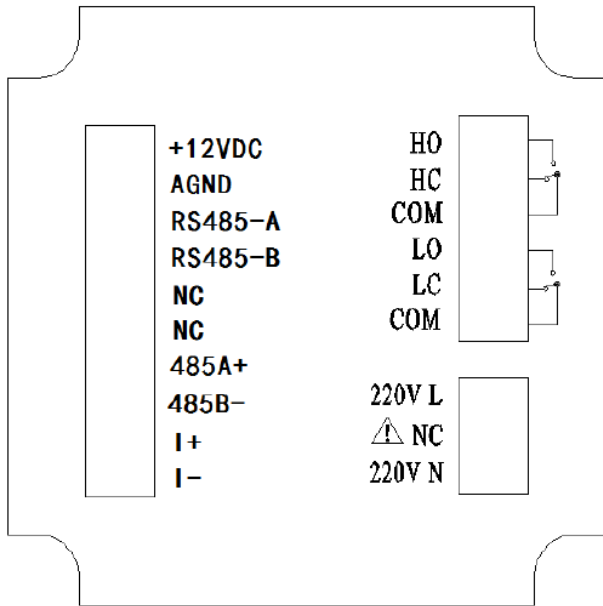 +12VDC
AGND
RS485-A
RS485-B
NC
NC
485A+
485B-
I+
I-
HO
HC
COM
LO
LC
COM
220V L
⚠ NC
220V N